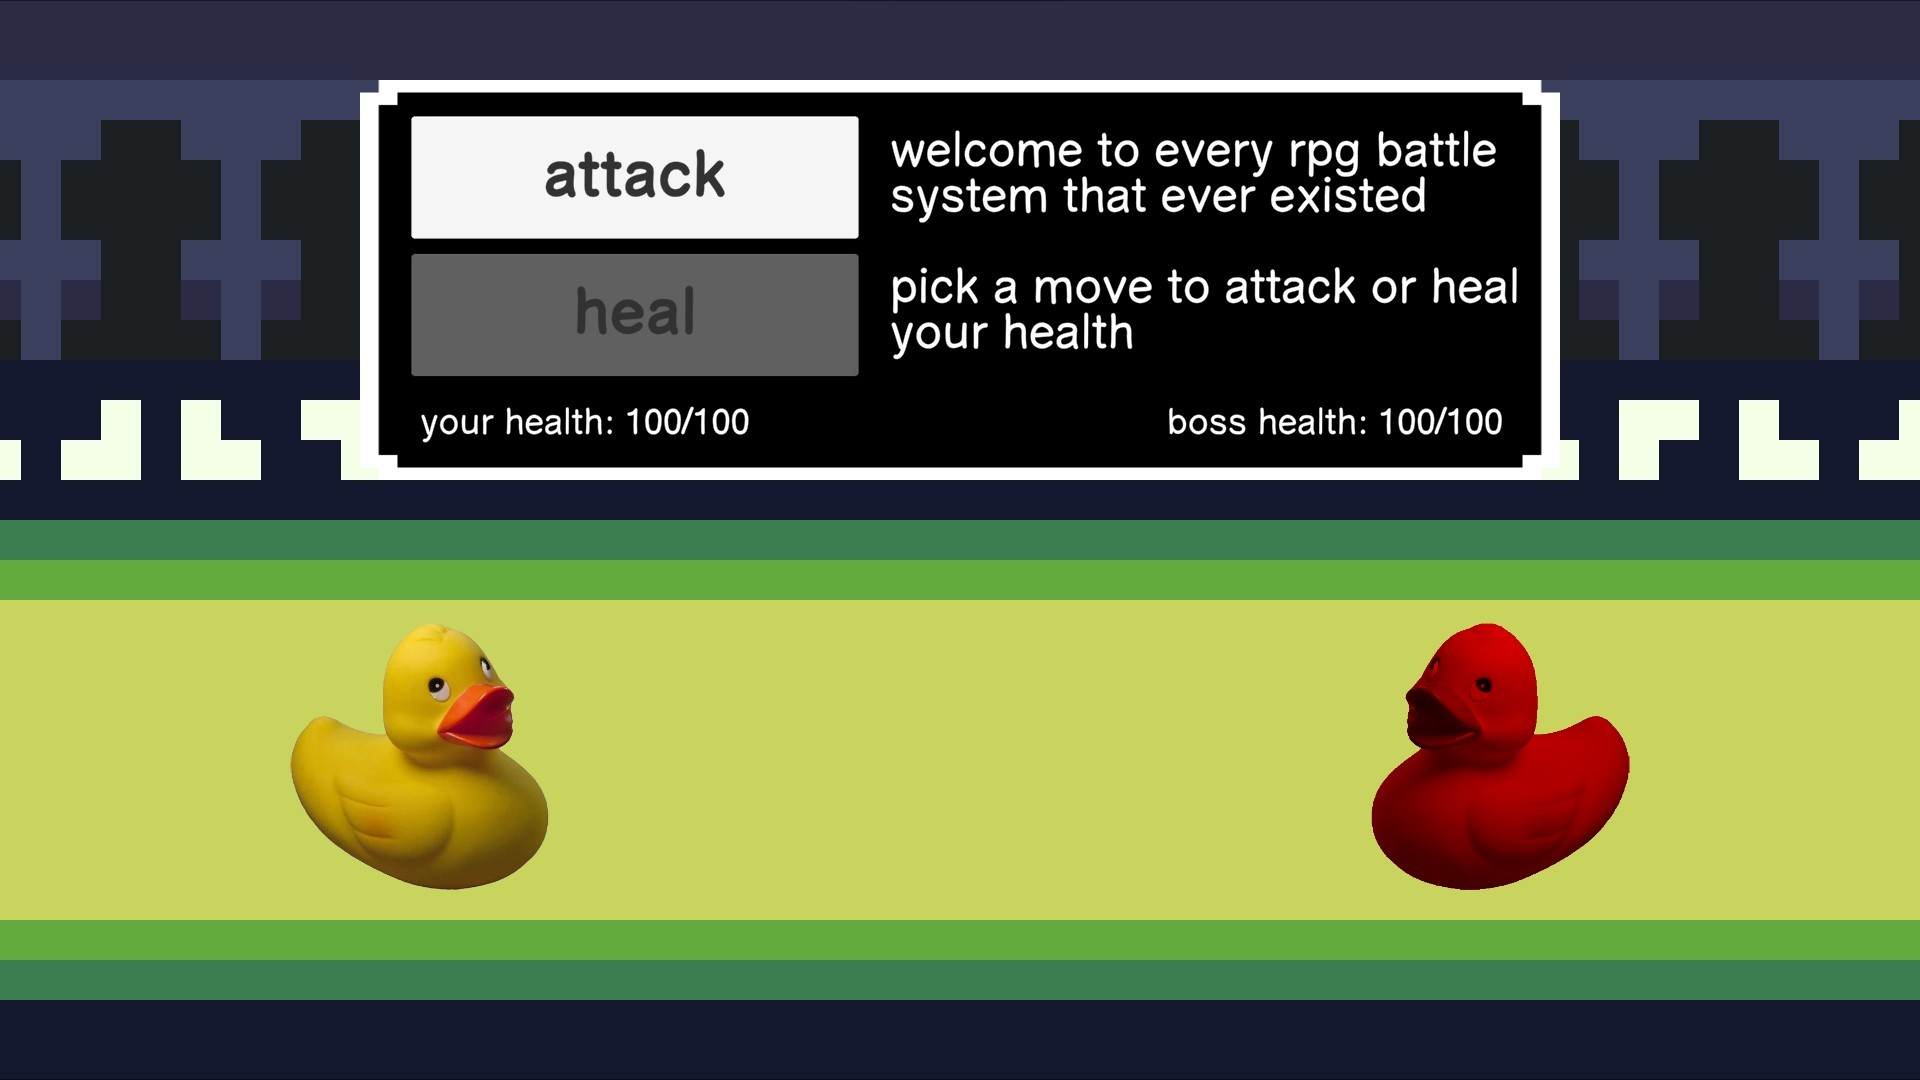 attack
heal
welcome to every rpg battle
system that ever existed
pick a move to attack or heal
your health
your health: 100/100
boss health: 100/100